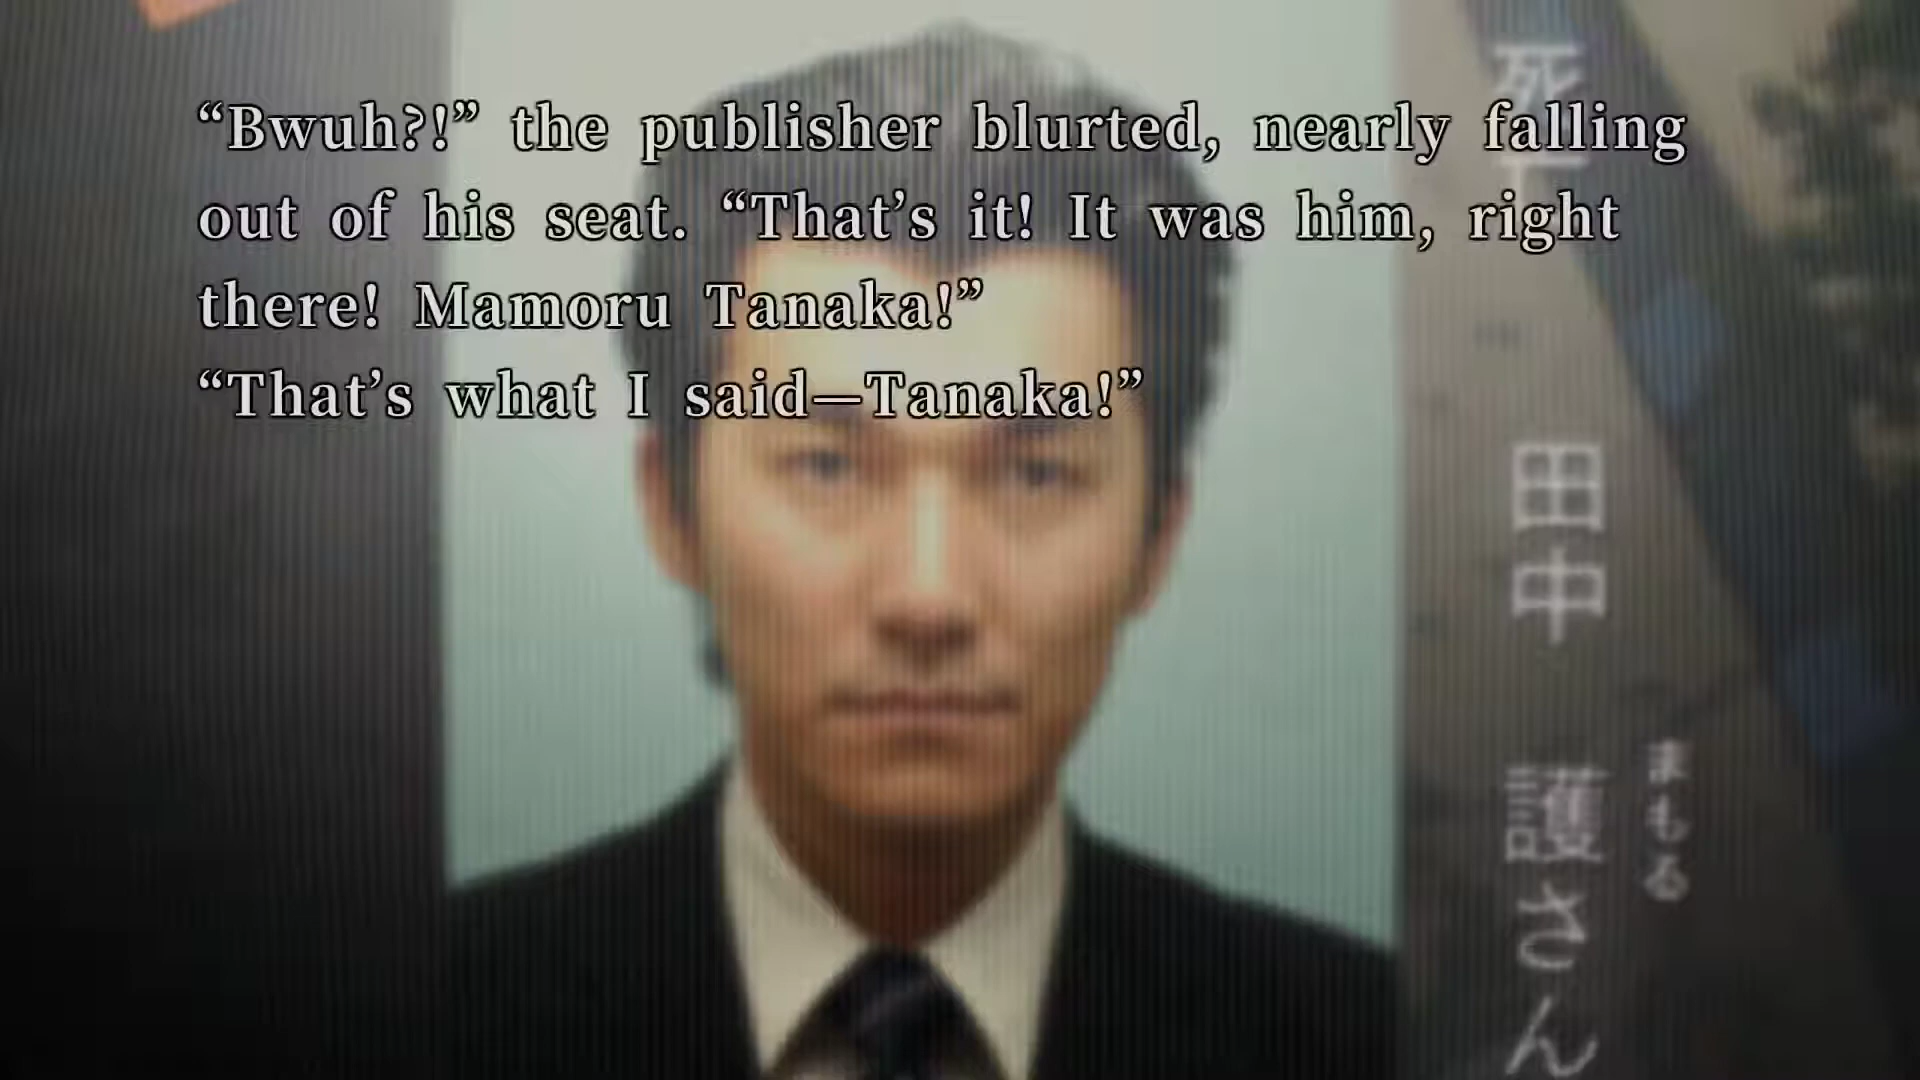 “Bwuh?!” the publisher blurted, nearly falling
out of his seat. “That’s it! It was him, right
there! Mamoru Tanaka!”
“That’s what I said—Tanaka!”
田中 護さん
まもる